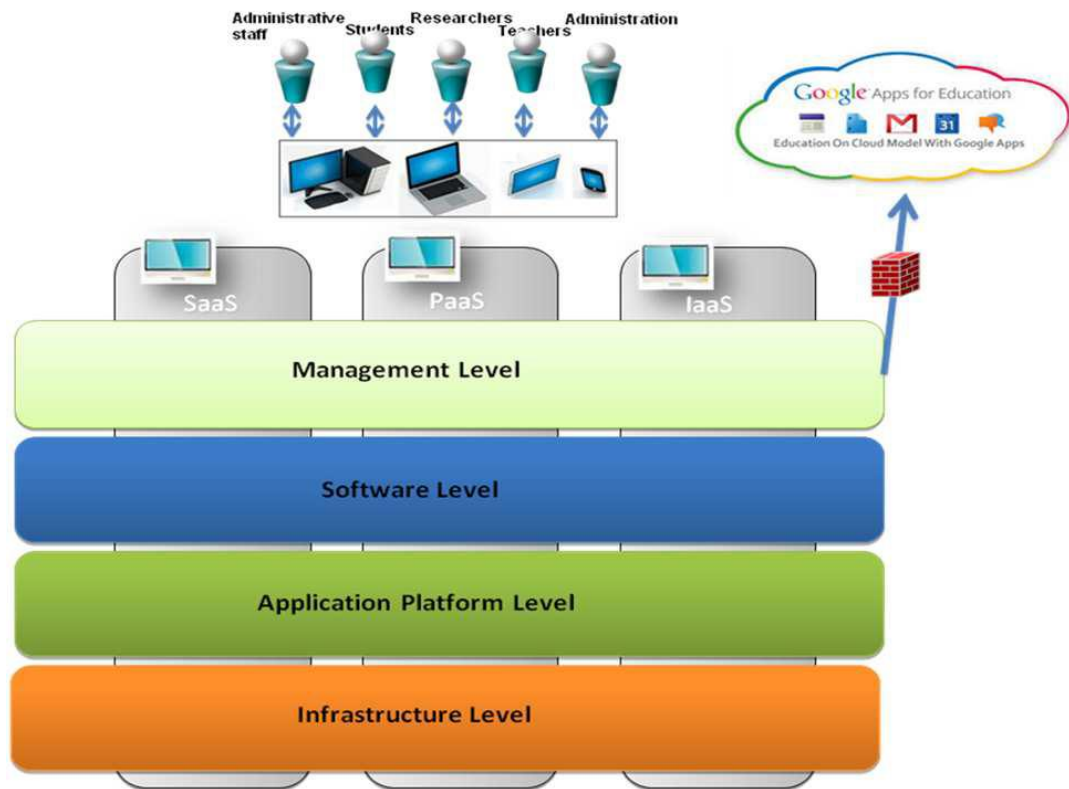 Administrative
staff
Students
Researchers
Teachers
Administration
Google Apps for Education
31
Education On Cloud Model With Google Apps
SaaS
PaaS
IaaS
Management Level
Software Level
Application Platform Level
Infrastructure Level